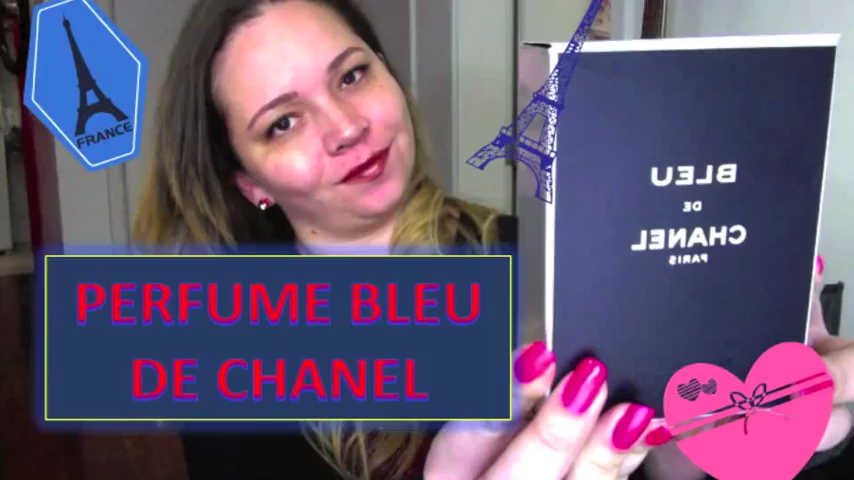 FRANCE
BLEU
DE
CHANEL
PARIS
PERFUME BLEU
DE CHANEL